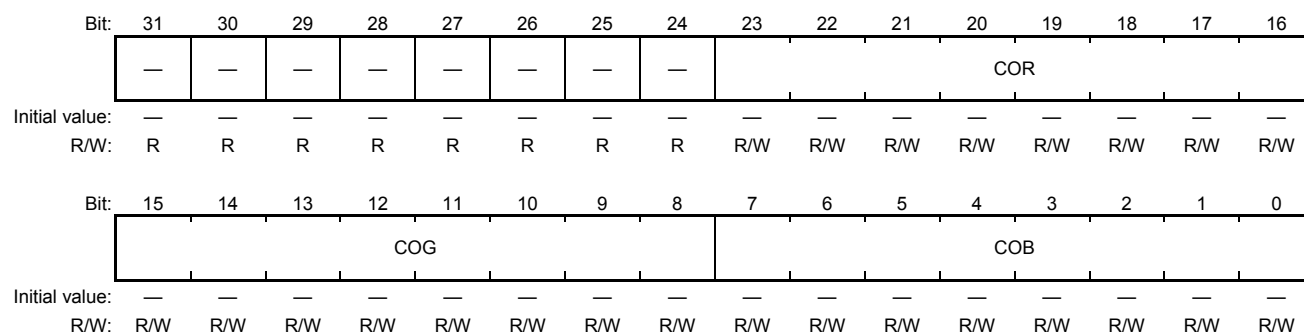 Bit: 31 30 29 28 27 26 25 24 23 22 21 20 19 18 17 16
— — — — — — — — COR
Initial value: — — — — — — — — — — — — — — — —
R/W: R R R R R R R R R/W R/W R/W R/W R/W R/W R/W R/W
Bit: 15 14 13 12 11 10 9 8 7 6 5 4 3 2 1 0
COG COB
Initial value: — — — — — — — — — — — — — — — —
R/W: R/W R/W R/W R/W R/W R/W R/W R/W R/W R/W R/W R/W R/W R/W R/W R/W